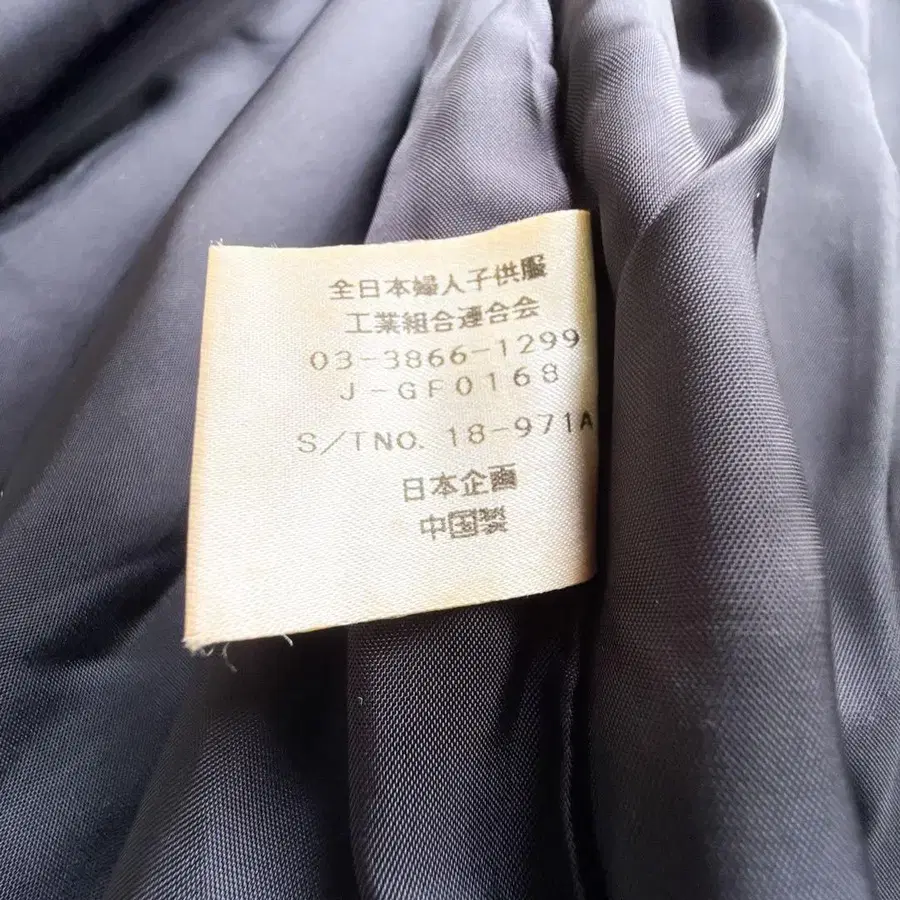 全日本婦人子供服
工業組合連合会
03-3866-1299
J-GF0168
S/TNO. 18-971A
日本企画
中国製